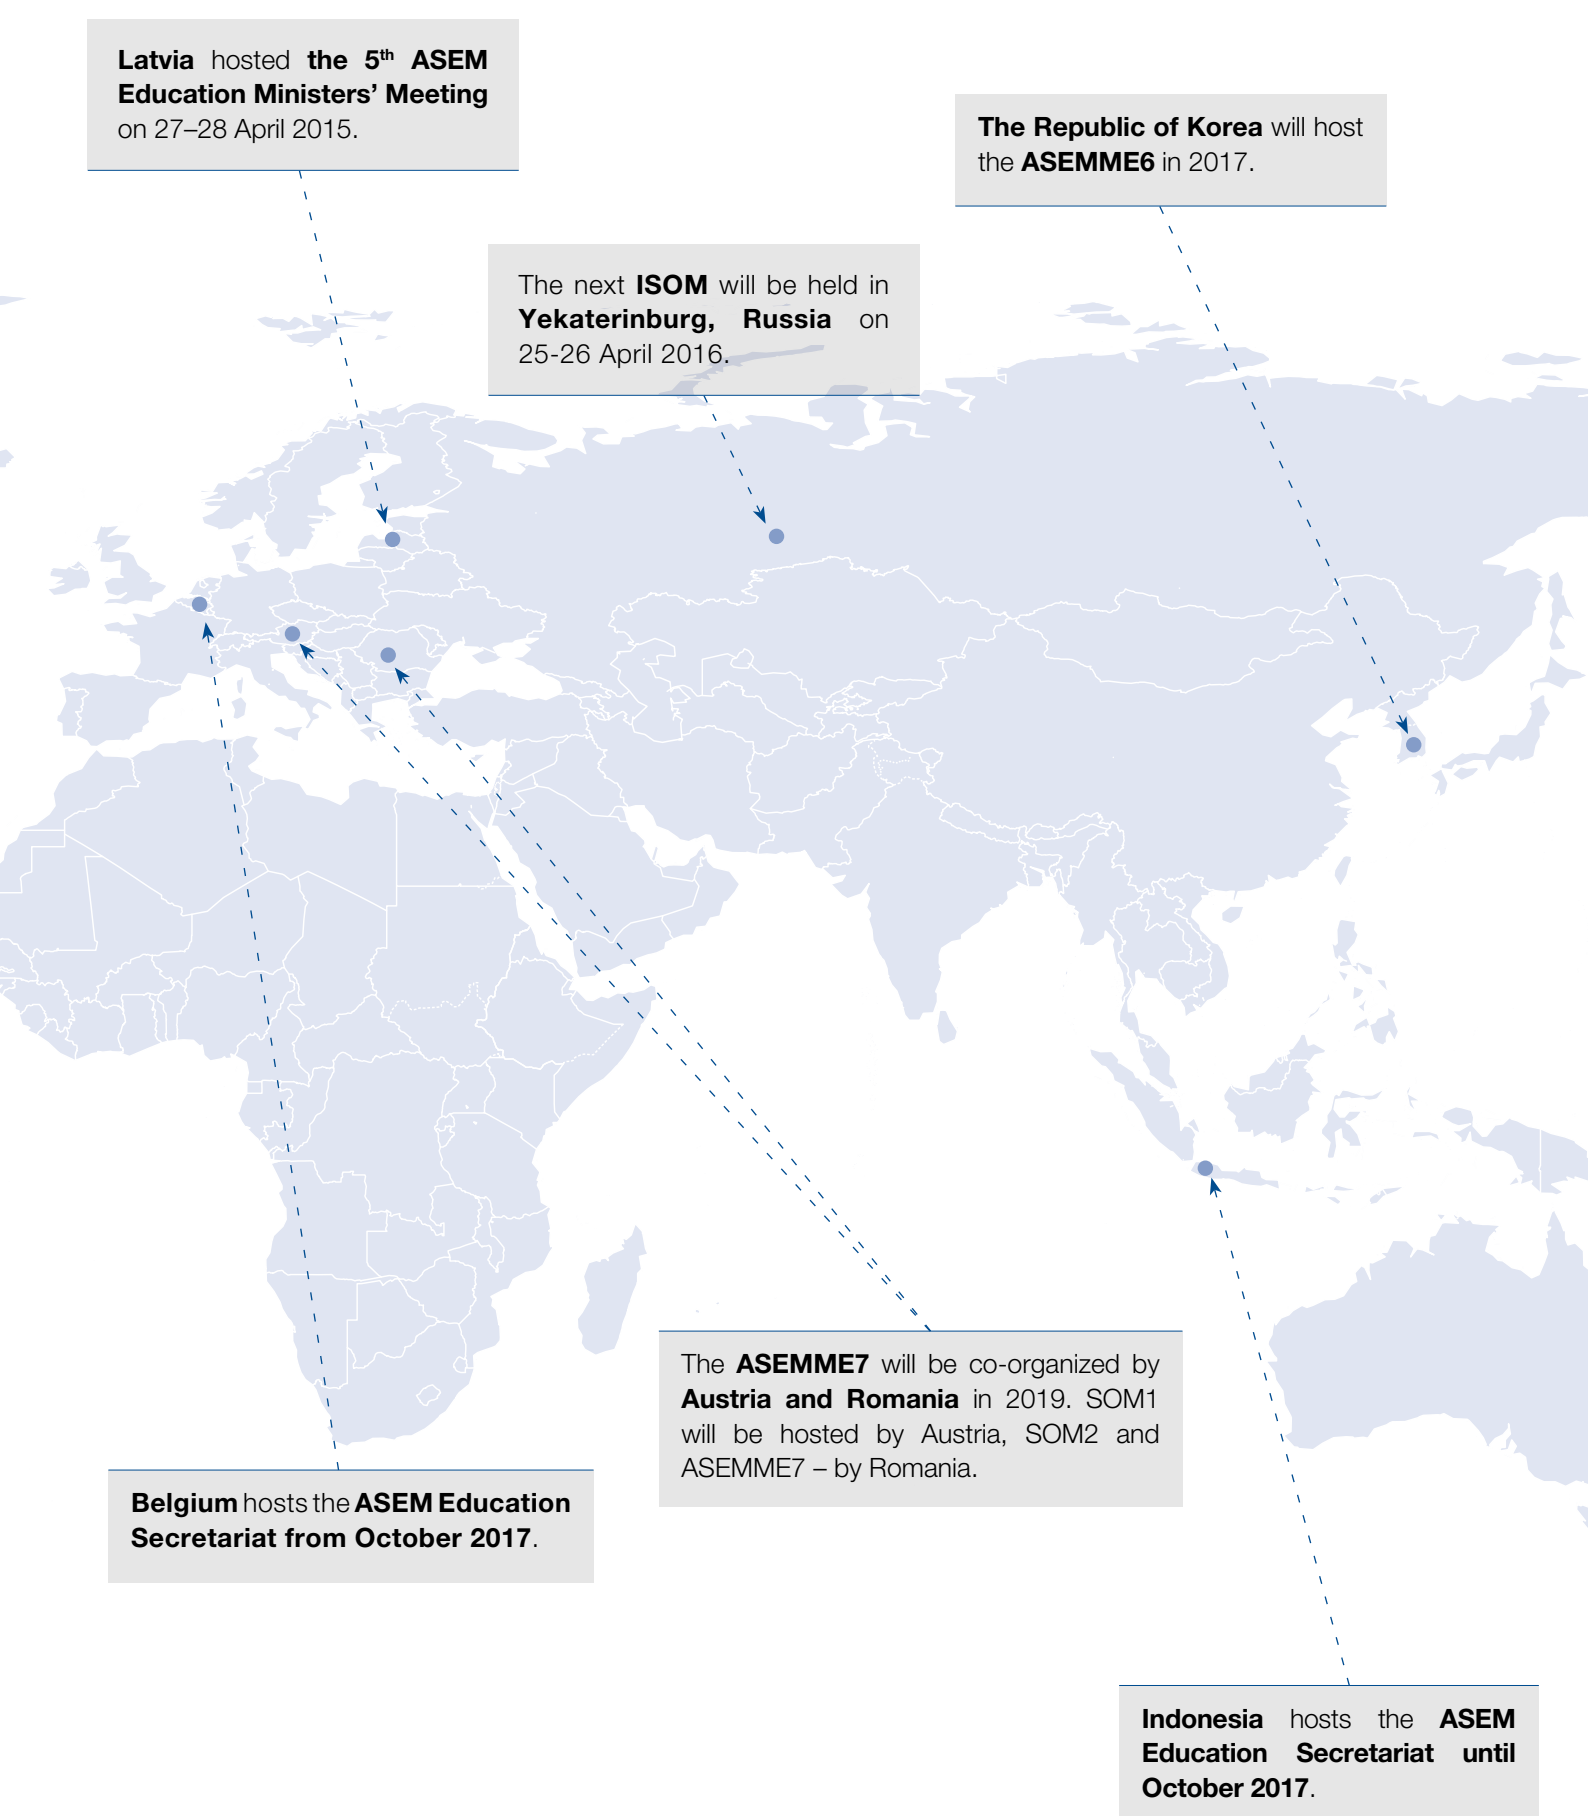 Latvia hosted the 5th ASEM
Education Ministers’ Meeting
on 27–28 April 2015.
The Republic of Korea will host
the ASEMME6 in 2017.
The next ISOM will be held in
Yekaterinburg, Russia on
25-26 April 2016.
The ASEMME7 will be co-organized by
Austria and Romania in 2019. SOM1
will be hosted by Austria, SOM2 and
ASEMME7 – by Romania.
Belgium hosts the ASEM Education
Secretariat from October 2017.
Indonesia hosts the ASEM
Education Secretariat until
October 2017.